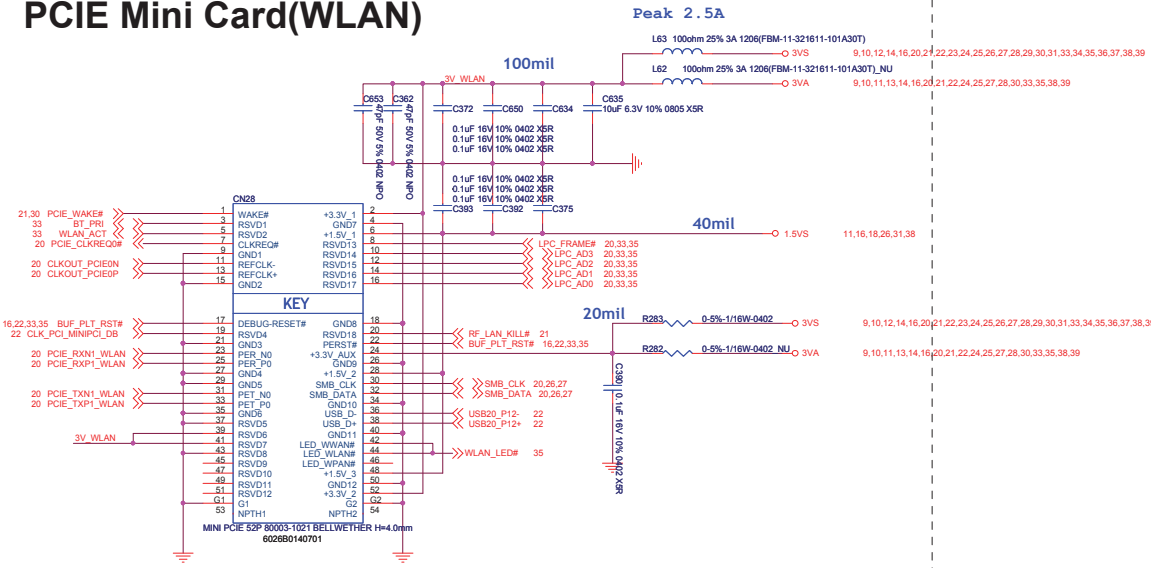 PCIE Mini Card(WLAN)
Peak 2.5A
L63 100ohm 25% 3A 1206(FBM-11-321611-101A30T)
3VS 9,10,12,14,16,20,21,22,23,24,25,26,27,28,29,30,31,33,34,35,36,37,38,39
100mil
L62 100ohm 25% 3A 1206(FBM-11-321611-101A30T)_NU
3V_WLAN
3VA 9,10,11,13,14,16,20,21,22,24,25,27,28,30,33,35,38,39
C653 47pF 50V 5% 0402 NPO
C362 47pF 50V 5% 0402 NPO
C372 C650 C634
C635
10uF 6.3V 10% 0805 X5R
0.1uF 16V 10% 0402 X5R
0.1uF 16V 10% 0402 X5R
0.1uF 16V 10% 0402 X5R
0.1uF 16V 10% 0402 X5R
0.1uF 16V 10% 0402 X5R
0.1uF 16V 10% 0402 X5R
C393 C392 C375
40mil
1.5VS 11,16,18,26,31,38
CN28
21,30 PCIE_WAKE# 1 WAKE# +3.3V_1 2
33 BT_PRI 3 RSVD1 GND7 4
33 WLAN_ACT 5 RSVD2 +1.5V_1 6
20 PCIE_CLKREQ0# 7 CLKREQ# RSVD13 8 LPC_FRAME# 20,33,35
9 GND1 RSVD14 10 LPC_AD3 20,33,35
20 CLKOUT_PCIE0N 11 REFCLK- RSVD15 12 LPC_AD2 20,33,35
20 CLKOUT_PCIE0P 13 REFCLK+ RSVD16 14 LPC_AD1 20,33,35
15 GND2 RSVD17 16 LPC_AD0 20,33,35
KEY
20mil
16,22,33,35 BUF_PLT_RST# 17 DEBUG-RESET# GND8 18
R283 0-5%-1/16W-0402 3VS 9,10,12,14,16,20,21,22,23,24,25,26,27,28,29,30,31,33,34,35,36,37,38,39
22 CLK_PCI_MINIPCI_DB 19 RSVD4 RSVD18 20 RF_LAN_KILL# 21
21 GND3 PERST# 22 BUF_PLT_RST# 16,22,33,35
20 PCIE_RXN1_WLAN 23 PER_N0 +3.3V_AUX 24
R282 0-5%-1/16W-0402_NU 3VA 9,10,11,13,14,16,20,21,22,24,25,27,28,30,33,35,38,39
20 PCIE_RXP1_WLAN 25 PER_P0 GND9 26
27 GND4 +1.5V_2 28
29 GND5 SMB_CLK 30 SMB_CLK 20,26,27
20 PCIE_TXN1_WLAN 31 PET_N0 SMB_DATA 32 SMB_DATA 20,26,27
20 PCIE_TXP1_WLAN 33 PET_P0 GND10 34
35 GND6 USB_D- 36 USB20_P12- 22
37 RSVD5 USB_D+ 38 USB20_P12+ 22
39 RSVD6 GND11 40
3V_WLAN 41 RSVD7 LED_WWAN# 42
43 RSVD8 LED_WLAN# 44 WLAN_LED# 35
45 RSVD9 LED_WPAN# 46
47 RSVD10 +1.5V_3 48
49 RSVD11 GND12 50
51 RSVD12 +3.3V_2 52
G1 G1 G2 G2
53 NPTH1 NPTH2 54
C390 0.1uF 16V 10% 0402 X5R
MINI PCIE 52P 80003-1021 BELLWETHER H=4.0mm
6026B0140701